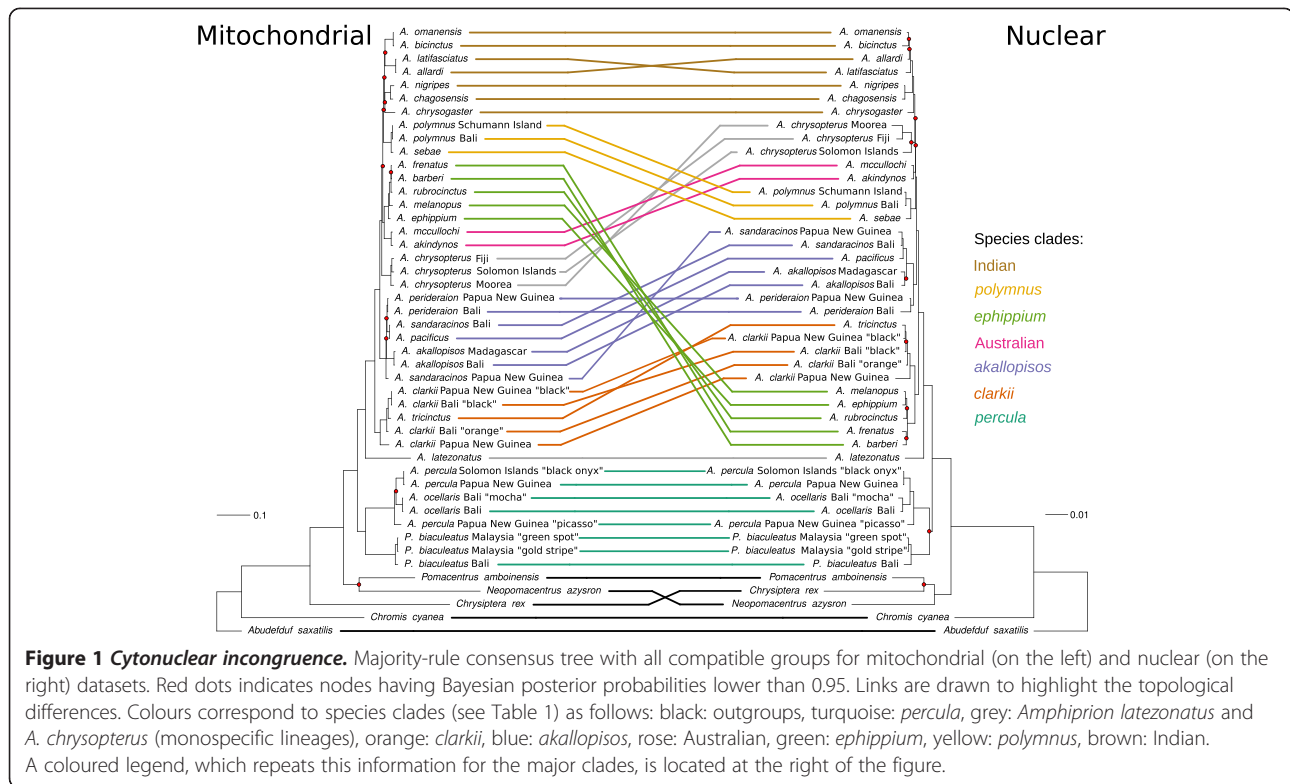 Mitochondrial
Nuclear
A. omanensis
A. bicinctus
A. latifasciatus
A. allardi
A. nigripes
A. chagosensis
A. chrysogaster
A. polymnus Schumann Island
A. polymnus Bali
A. sebae
A. frenatus
A. barberi
A. rubrocinctus
A. melanopus
A. ephippium
A. mccullochi
A. akindynos
A. chrysopterus Fiji
A. chrysopterus Solomon Islands
A. chrysopterus Moorea
A. perideraion Papua New Guinea
A. perideraion Bali
A. sandaracinos Bali
A. pacificus
A. akallopisos Madagascar
A. akallopisos Bali
A. sandaracinos Papua New Guinea
A. clarkii Papua New Guinea "black"
A. clarkii Bali "black"
A. tricinctus
A. clarkii Bali "orange"
A. clarkii Papua New Guinea
A. latezonatus
A. percula Solomon Islands "black onyx"
A. percula Papua New Guinea
A. ocellaris Bali "mocha"
A. ocellaris Bali
A. percula Papua New Guinea "picasso"
P. biaculeatus Malaysia "green spot"
P. biaculeatus Malaysia "gold stripe"
P. biaculeatus Bali
Pomacentrus amboinensis
Neopomacentrus azysron
Chrysiptera rex
Chromis cyanea
Abudefduf saxatilis
0.1
A. omanensis
A. bicinctus
A. allardi
A. latifasciatus
A. nigripes
A. chagosensis
A. chrysogaster
A. chrysopterus Moorea
A. chrysopterus Fiji
A. chrysopterus Solomon Islands
A. mccullochi
A. akindynos
A. polymnus Schumann Island
A. polymnus Bali
A. sebae
A. sandaracinos Papua New Guinea
A. sandaracinos Bali
A. pacificus
A. akallopisos Madagascar
A. akallopisos Bali
A. perideraion Papua New Guinea
A. perideraion Bali
A. tricinctus
A. clarkii Papua New Guinea "black"
A. clarkii Bali "black"
A. clarkii Bali "orange"
A. clarkii Papua New Guinea
A. melanopus
A. ephippium
A. rubrocinctus
A. frenatus
A. barberi
A. latezonatus
A. percula Solomon Islands "black onyx"
A. percula Papua New Guinea
A. ocellaris Bali "mocha"
A. ocellaris Bali
A. percula Papua New Guinea "picasso"
P. biaculeatus Malaysia "green spot"
P. biaculeatus Malaysia "gold stripe"
P. biaculeatus Bali
Pomacentrus amboinensis
Chrysiptera rex
Neopomacentrus azysron
Chromis cyanea
Abudefduf saxatilis
0.01
Species clades:
Indian
polymnus
ephippium
Australian
akallopisos
clarkii
percula
Figure 1 Cytonuclear incongruence. Majority-rule consensus tree with all compatible groups for mitochondrial (on the left) and nuclear (on the
right) datasets. Red dots indicates nodes having Bayesian posterior probabilities lower than 0.95. Links are drawn to highlight the topological
differences. Colours correspond to species clades (see Table 1) as follows: black: outgroups, turquoise: percula, grey: Amphiprion latezonatus and
A. chrysopterus (monospecific lineages), orange: clarkii, blue: akallopisos, rose: Australian, green: ephippium, yellow: polymnus, brown: Indian.
A coloured legend, which repeats this information for the major clades, is located at the right of the figure.